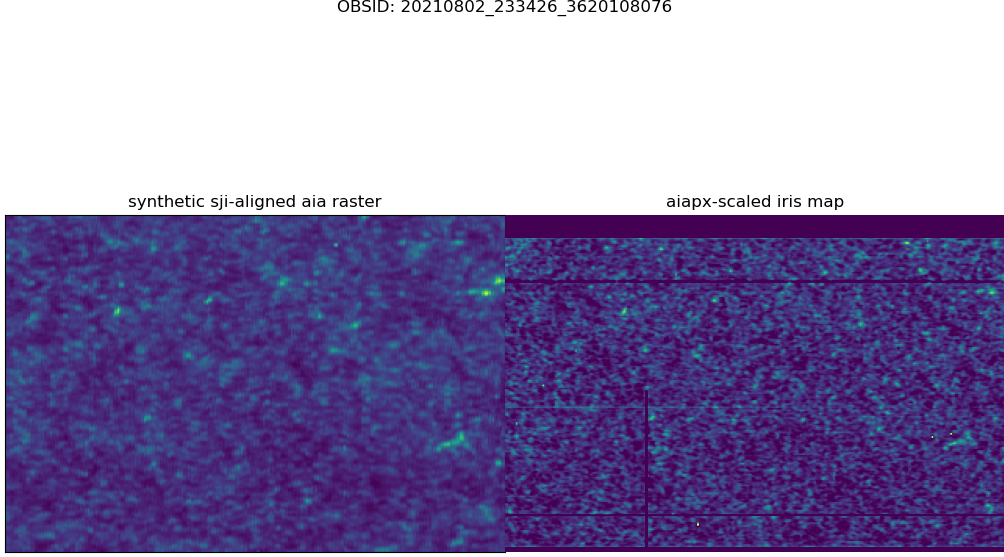 OBSID: 20210802_233426_3620108076
synthetic sji-aligned aia raster
aiapx-scaled iris map